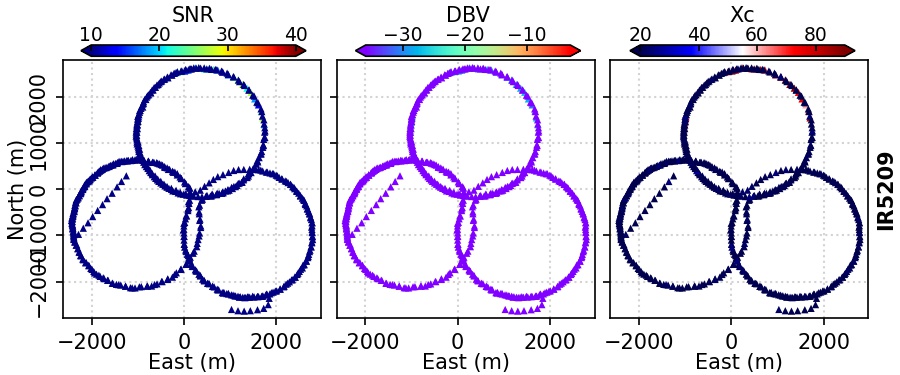 SNR DBV Xc
10 20 30 40 −30 −20 −10 20 40 60 80
North (m)
2000
1000
0
−1000
−2000
−2000 0 2000 −2000 0 2000 −2000 0 2000
East (m) East (m) East (m)
IR5209